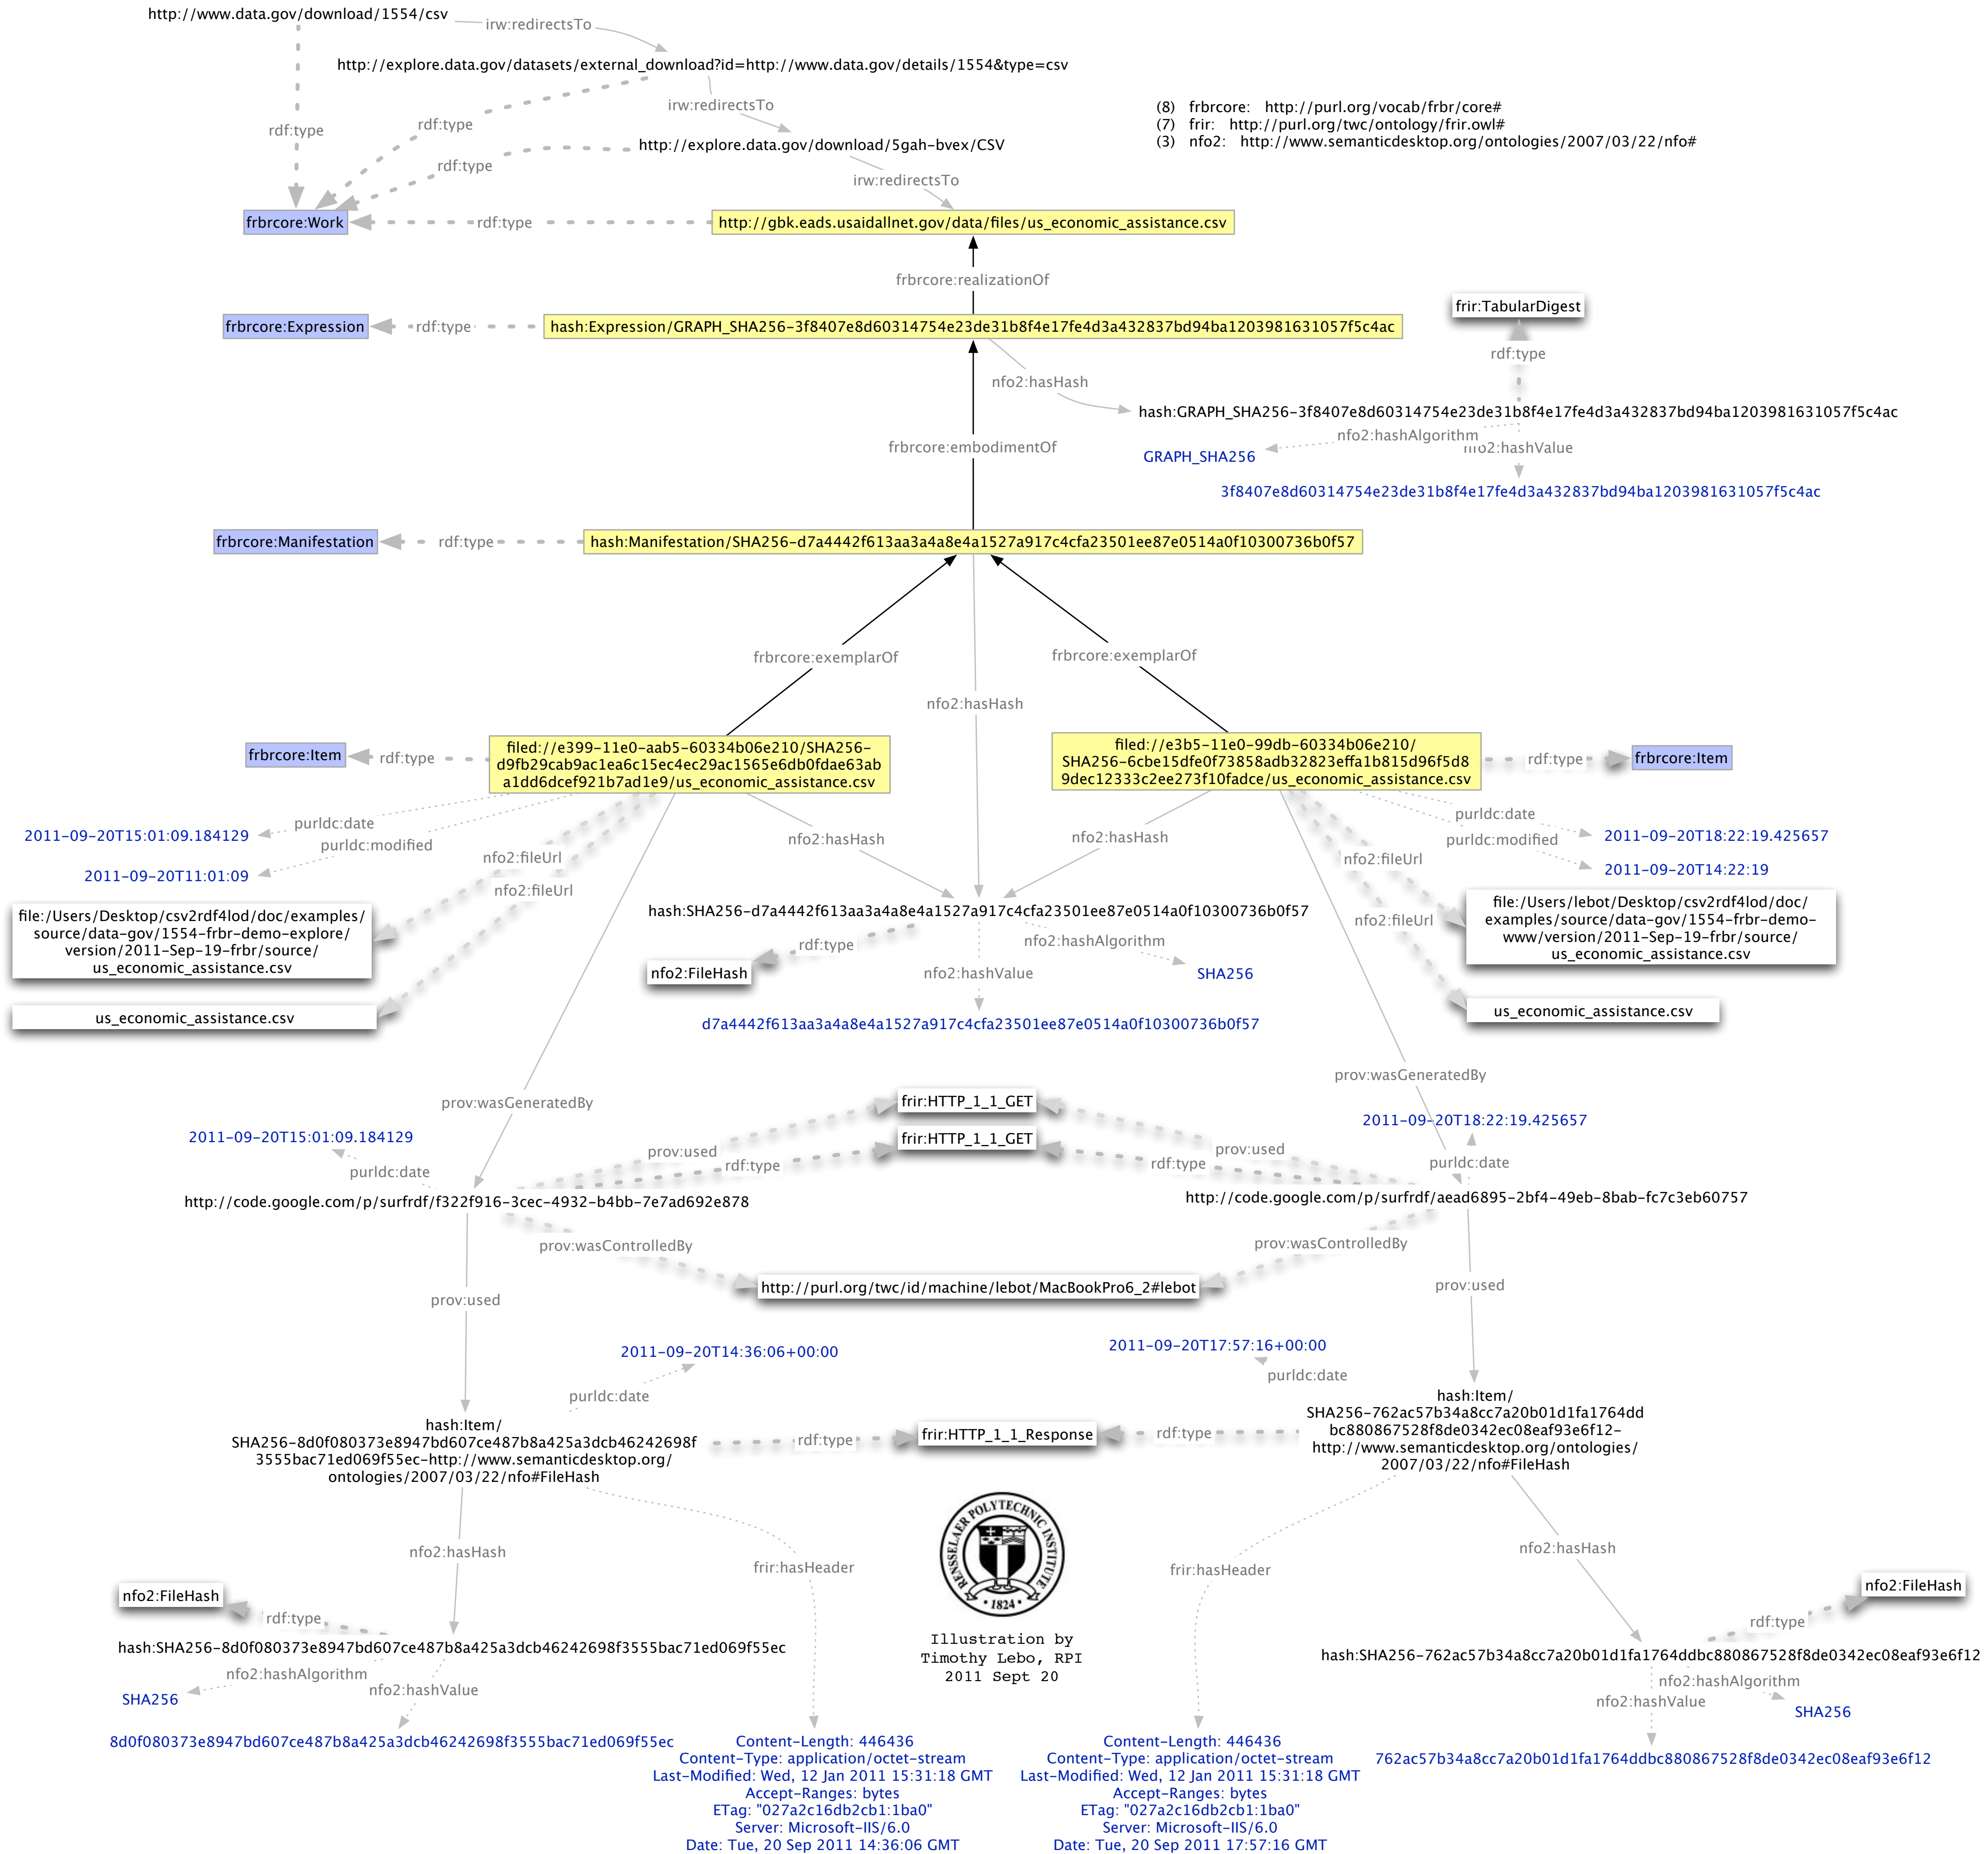 http://www.data.gov/download/1554/csv
irw:redirectsTo
http://explore.data.gov/datasets/external_download?id=http://www.data.gov/details/1554&type=csv
irw:redirectsTo
rdf:type
rdf:type
(8) frbrcore: http://purl.org/vocab/frbr/core#
(7) frir: http://purl.org/twc/ontology/frir.owl#
(3) nfo2: http://www.semanticdesktop.org/ontologies/2007/03/22/nfo#
http://explore.data.gov/download/5gah-bvex/CSV
rdf:type
irw:redirectsTo
frbrcore:Work
rdf:type
http://gbk.eads.usaidallnet.gov/data/files/us_economic_assistance.csv
frbrcore:realizationOf
frir:TabularDigest
frbrcore:Expression
rdf:type
hash:Expression/GRAPH_SHA256-3f8407e8d60314754e23de31b8f4e17fe4d3a432837bd94ba1203981631057f5c4ac
rdf:type
nfo2:hasHash
hash:GRAPH_SHA256-3f8407e8d60314754e23de31b8f4e17fe4d3a432837bd94ba1203981631057f5c4ac
nfo2:hashAlgorithm
nfo2:hashValue
frbrcore:embodimentOf
GRAPH_SHA256
3f8407e8d60314754e23de31b8f4e17fe4d3a432837bd94ba1203981631057f5c4ac
frbrcore:Manifestation
rdf:type
hash:Manifestation/SHA256-d7a4442f613aa3a4a8e4a1527a917c4cfa23501ee87e0514a0f10300736b0f57
frbrcore:exemplarOf
frbrcore:exemplarOf
nfo2:hasHash
frbrcore:Item
rdf:type
filed://e399-11e0-aab5-60334b06e210/SHA256-
d9fb29cab9ac1ea6c15ec4ec29ac1565e6db0fdae63ab
a1dd6dcef921b7ad1e9/us_economic_assistance.csv
filed://e3b5-11e0-99db-60334b06e210/
SHA256-6cbe15dfe0f73858adb32823effa1b815d96f5d8
9dec12333c2ee273f10fadce/us_economic_assistance.csv
rdf:type
frbrcore:Item
2011-09-20T15:01:09.184129
purldc:date
purldc:modified
2011-09-20T11:01:09
nfo2:fileUrl
nfo2:fileUrl
nfo2:hasHash
nfo2:hasHash
purldc:date
2011-09-20T18:22:19.425657
purldc:modified
2011-09-20T14:22:19
nfo2:fileUrl
nfo2:fileUrl
file:/Users/Desktop/csv2rdf4lod/doc/examples/
source/data-gov/1554-frbr-demo-explore/
version/2011-Sep-19-frbr/source/
us_economic_assistance.csv
hash:SHA256-d7a4442f613aa3a4a8e4a1527a917c4cfa23501ee87e0514a0f10300736b0f57
file:/Users/lebot/Desktop/csv2rdf4lod/doc/
examples/source/data-gov/1554-frbr-demo-
www/version/2011-Sep-19-frbr/source/
us_economic_assistance.csv
rdf:type
nfo2:hashAlgorithm
nfo2:FileHash
nfo2:hashValue
SHA256
us_economic_assistance.csv
d7a4442f613aa3a4a8e4a1527a917c4cfa23501ee87e0514a0f10300736b0f57
us_economic_assistance.csv
prov:wasGeneratedBy
prov:wasGeneratedBy
frir:HTTP_1_1_GET
2011-09-20T15:01:09.184129
frir:HTTP_1_1_GET
2011-09-20T18:22:19.425657
prov:used
rdf:type
prov:used
rdf:type
purldc:date
purldc:date
http://code.google.com/p/surfrdf/f322f916-3cec-4932-b4bb-7e7ad692e878
http://code.google.com/p/surfrdf/aead6895-2bf4-49eb-8bab-fc7c3eb60757
prov:wasControlledBy
prov:wasControlledBy
http://purl.org/twc/id/machine/lebot/MacBookPro6_2#lebot
prov:used
prov:used
2011-09-20T14:36:06+00:00
2011-09-20T17:57:16+00:00
purldc:date
purldc:date
hash:Item/
SHA256-8d0f080373e8947bd607ce487b8a425a3dcb46242698f
3555bac71ed069f55ec-http://www.semanticdesktop.org/
ontologies/2007/03/22/nfo#FileHash
rdf:type
frir:HTTP_1_1_Response
rdf:type
hash:Item/
SHA256-762ac57b34a8cc7a20b01d1fa1764dd
bc880867528f8de0342ec08eaf93e6f12-
http://www.semanticdesktop.org/ontologies/
2007/03/22/nfo#FileHash
nfo2:hasHash
frir:hasHeader
RENSSELAER POLYTECHNIC INSTITUTE
1824
frir:hasHeader
nfo2:hasHash
nfo2:FileHash
rdf:type
nfo2:FileHash
rdf:type
Illustration by
Timothy Lebo, RPI
2011 Sept 20
hash:SHA256-8d0f080373e8947bd607ce487b8a425a3dcb46242698f3555bac71ed069f55ec
hash:SHA256-762ac57b34a8cc7a20b01d1fa1764ddbc880867528f8de0342ec08eaf93e6f12
nfo2:hashAlgorithm
nfo2:hashValue
SHA256
nfo2:hashAlgorithm
nfo2:hashValue
SHA256
8d0f080373e8947bd607ce487b8a425a3dcb46242698f3555bac71ed069f55ec
Content-Length: 446436
Content-Type: application/octet-stream
Last-Modified: Wed, 12 Jan 2011 15:31:18 GMT
Accept-Ranges: bytes
ETag: "027a2c16db2cb1:1ba0"
Server: Microsoft-IIS/6.0
Date: Tue, 20 Sep 2011 14:36:06 GMT
Content-Length: 446436
Content-Type: application/octet-stream
Last-Modified: Wed, 12 Jan 2011 15:31:18 GMT
Accept-Ranges: bytes
ETag: "027a2c16db2cb1:1ba0"
Server: Microsoft-IIS/6.0
Date: Tue, 20 Sep 2011 17:57:16 GMT
762ac57b34a8cc7a20b01d1fa1764ddbc880867528f8de0342ec08eaf93e6f12